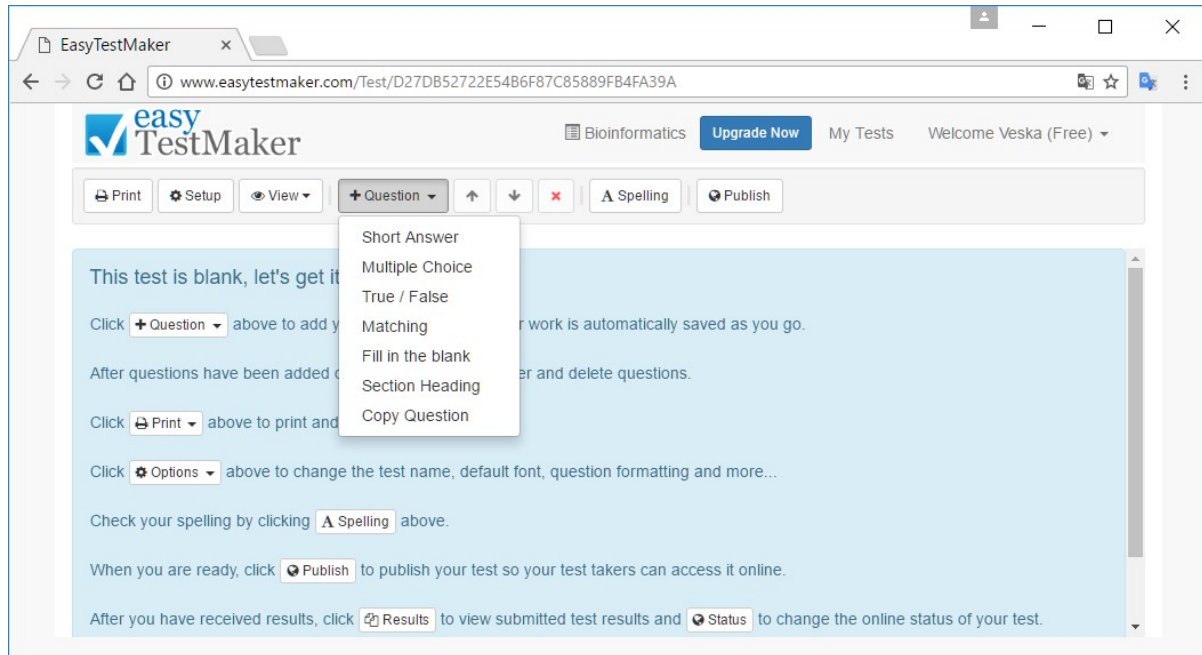 EasyTestMaker
www.easytestmaker.com/Test/D27DB52722E54B6F87C85889FB4FA39A
easy
TestMaker
Bioinformatics Upgrade Now My Tests Welcome Veska (Free)
Print Setup View + Question A Spelling Publish
Short Answer
Multiple Choice
True / False
Matching
Fill in the blank
Section Heading
Copy Question
This test is blank, let's get it
Click + Question above to add y r work is automatically saved as you go.
After questions have been added er and delete questions.
Click Print above to print and
Click Options above to change the test name, default font, question formatting and more...
Check your spelling by clicking A Spelling above.
When you are ready, click Publish to publish your test so your test takers can access it online.
After you have received results, click Results to view submitted test results and Status to change the online status of your test.